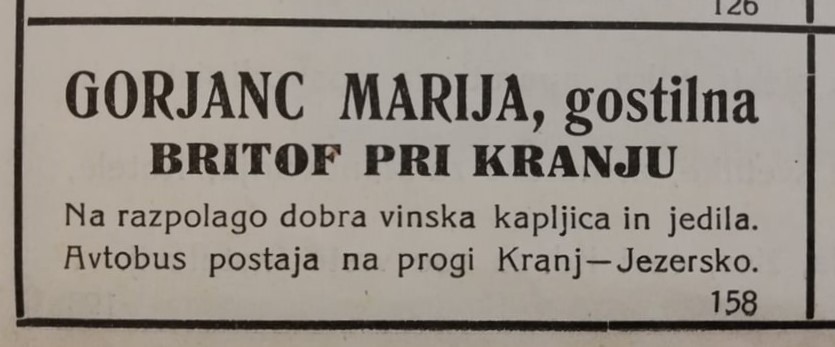 126
GORJANC MARIJA, gostilna
BRITOF PRI KRANJU
Na razpolago dobra vinska kapljica in jedila.
Avtobus postaja na progi Kranj—Jezersko.
158